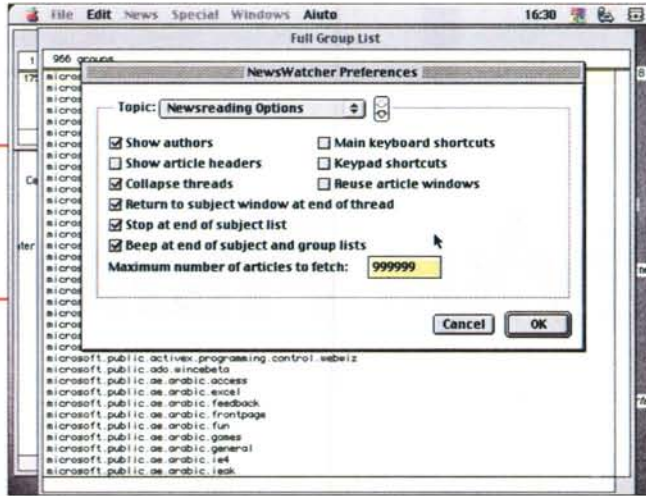 File Edit News Special Windows Aiuto 16:30
Full Group List
966 groups
NewsWatcher Preferences
Topic: Newsreading Options
Show authors
Main keyboard shortcuts
Show article headers
Keypad shortcuts
Collapse threads
Reuse article windows
Return to subject window at end of thread
Stop at end of subject list
Beep at end of subject and group lists
Maximum number of articles to fetch: 999999
Cancel OK
microsoft.public.activex.programming.control.webwiz
microsoft.public.ado.wincebeta
microsoft.public.ae.arabic.access
microsoft.public.ae.arabic.excel
microsoft.public.ae.arabic.feedback
microsoft.public.ae.arabic.frontpage
microsoft.public.ae.arabic.fun
microsoft.public.ae.arabic.games
microsoft.public.ae.arabic.general
microsoft.public.ae.arabic.ie4
microsoft.public.ae.arabic.ieak